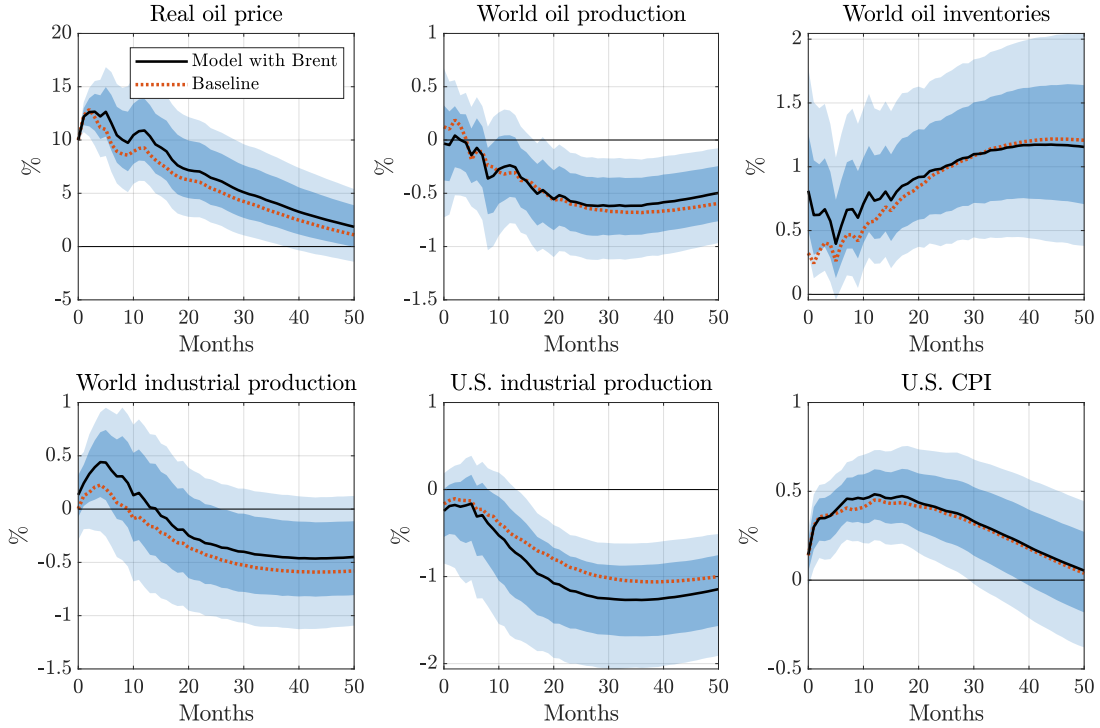 Real oil price
World oil production
World oil inventories
20
15
10
5
0
-5
%
0 10 20 30 40 50
Months
Model with Brent
Baseline
1
0.5
0
-0.5
-1
-1.5
%
0 10 20 30 40 50
Months
2
1.5
1
0.5
0
%
0 10 20 30 40 50
Months
World industrial production
U.S. industrial production
U.S. CPI
1
0.5
0
-0.5
-1
-1.5
%
0 10 20 30 40 50
Months
1
0
-1
-2
%
0 10 20 30 40 50
Months
1
0.5
0
-0.5
%
0 10 20 30 40 50
Months